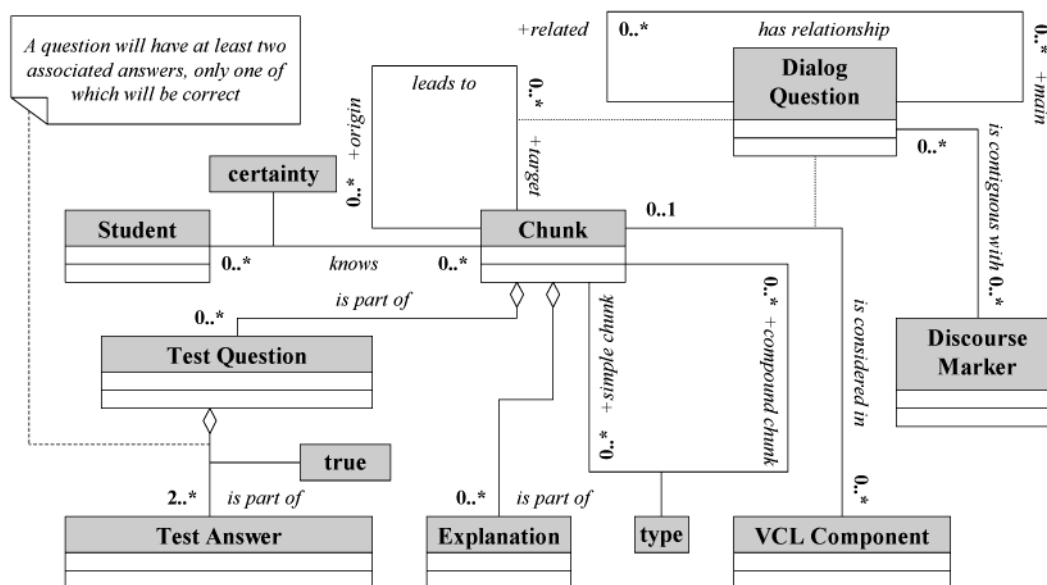 A question will have at least two
associated answers, only one of
which will be correct
+related
0..*
has relationship
0..*
+main
Dialog
Question
leads to
0..*
+origin
0..*
+target
0..*
is contiguous with
0..*
certainty
Student
0..*
knows
0..*
Chunk
0..1
is part of
0..*
Test Question
0..*
+simple chunk
0..*
+compound chunk
is considered in
0..*
Discourse
Marker
true
2..*
is part of
Test Answer
0..*
is part of
Explanation
type
VCL Component